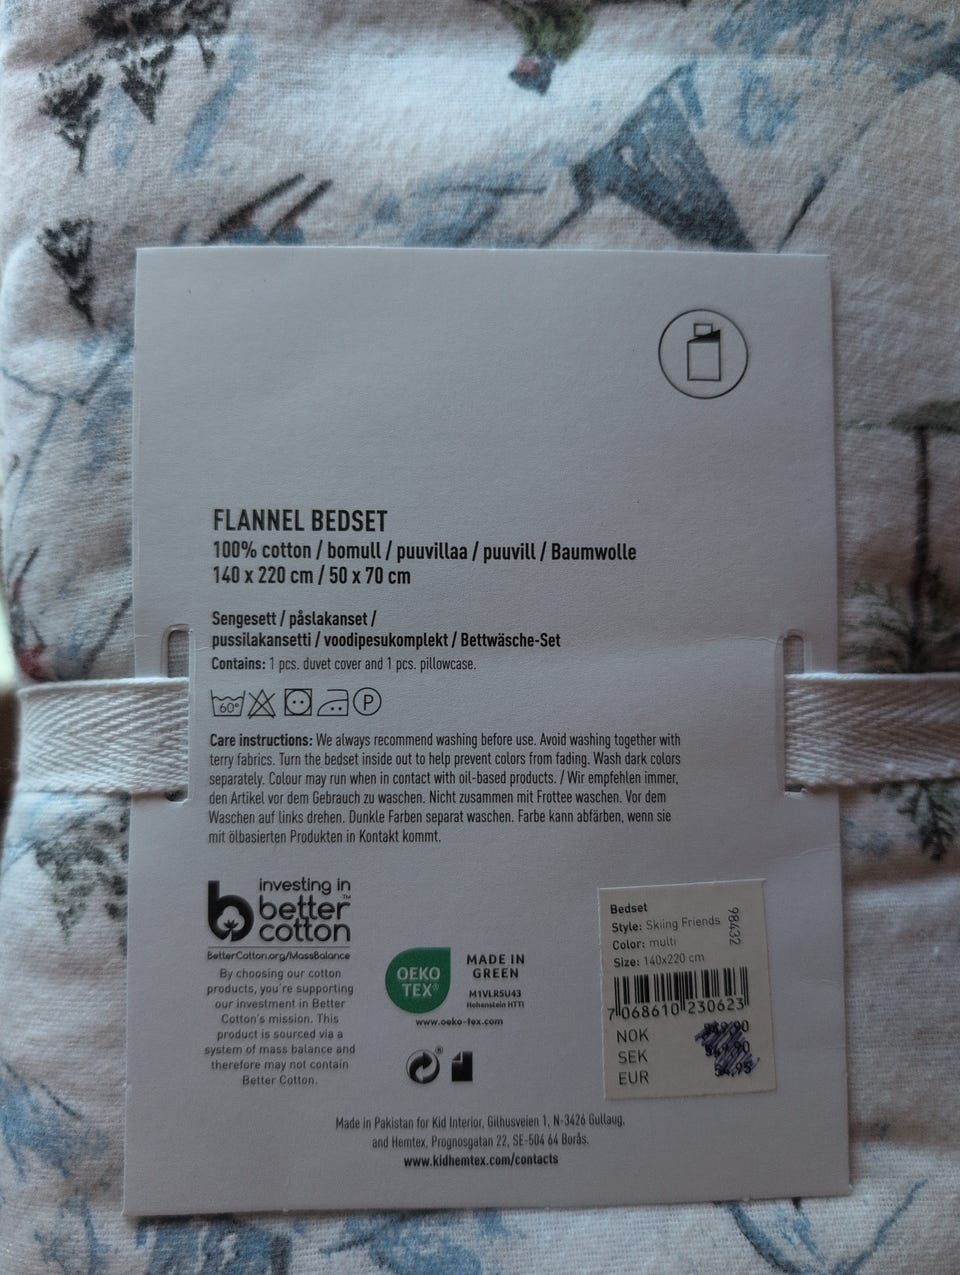 FLANNEL BEDSET
100% cotton / bomull / puuvillaa / puuvill / Baumwolle
140 x 220 cm / 50 x 70 cm
Sengesett / påslakanset /
pussilakansetti / voodipesukomplekt / Bettwäsche-Set
Contains: 1 pcs. duvet cover and 1 pcs. pillowcase.
60° P
Care instructions: We always recommend washing before use. Avoid washing together with
terry fabrics. Turn the bedset inside out to help prevent colors from fading. Wash dark colors
separately. Colour may run when in contact with oil-based products. / Wir empfehlen immer,
den Artikel vor dem Gebrauch zu waschen. Nicht zusammen mit Frottee waschen. Vor dem
Waschen auf links drehen. Dunkle Farben separat waschen. Farbe kann abfärben, wenn sie
mit ölbasierten Produkten in Kontakt kommt.
investing in
better™
cotton
BetterCotton.org/MassBalance
By choosing our cotton
products, you're supporting
our investment in Better
Cotton's mission. This
product is sourced via a
system of mass balance and
therefore may not contain
Better Cotton.
OEKO
TEX®
MADE IN
GREEN
M1VLR5U43
Hohenstein HTTI
www.oeko-tex.com
®
Bedset
Style: Skiing Friends
Color: multi
Size: 140x220 cm
98432
7 068610 230623
NOK
SEK
EUR
Made in Pakistan for Kid Interior, Gilhusveien 1, N-3426 Gullaug,
and Hemtex, Prognosgatan 22, SE-504 64 Borås.
www.kidhemtex.com/contacts